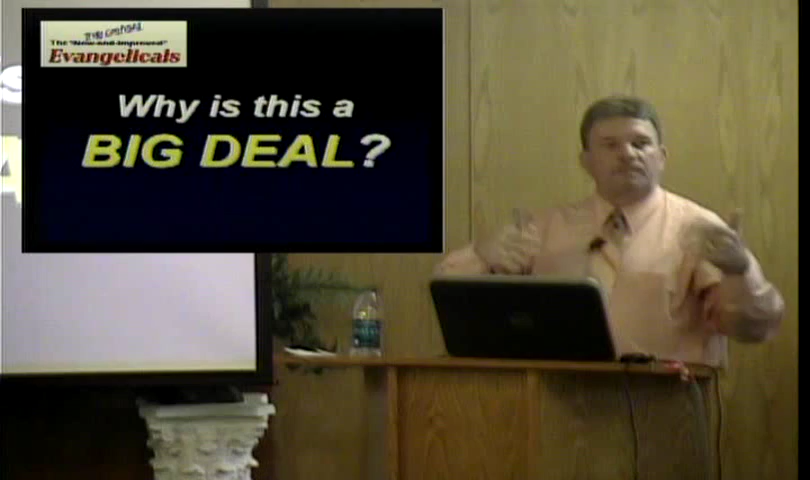 The "New-and-Improved"
Evangelicals
Why is this a
BIG DEAL?